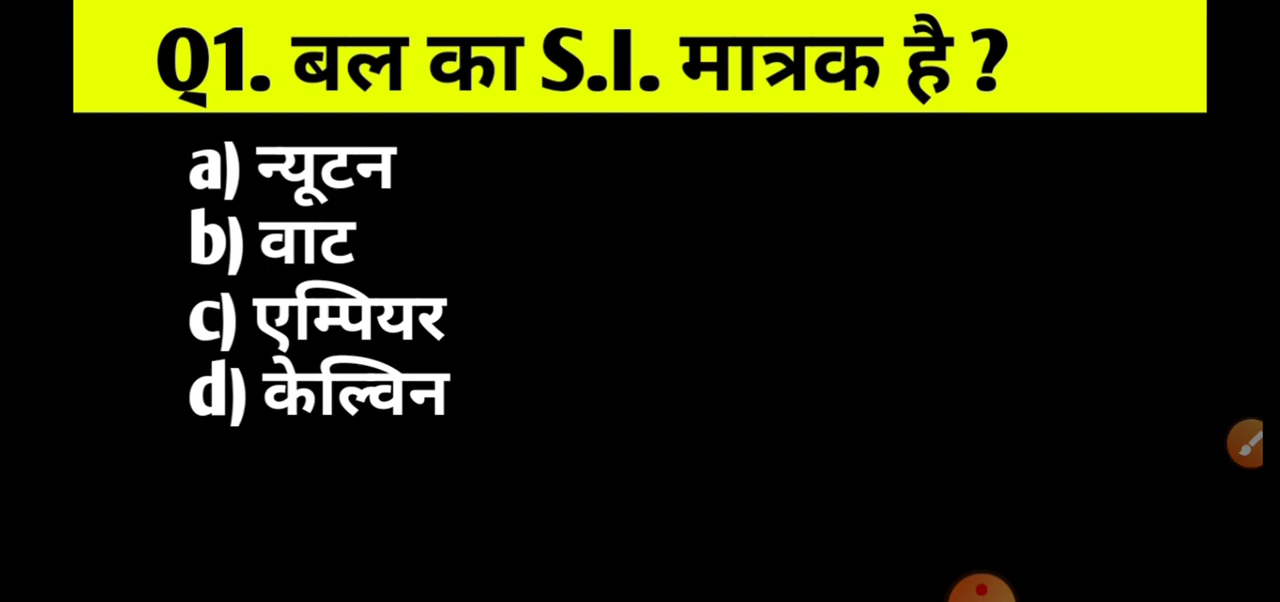 Q1. बल का S.I. मात्रक है ?
a) न्यूटन
b) वाट
c) एम्पियर
d) केल्विन